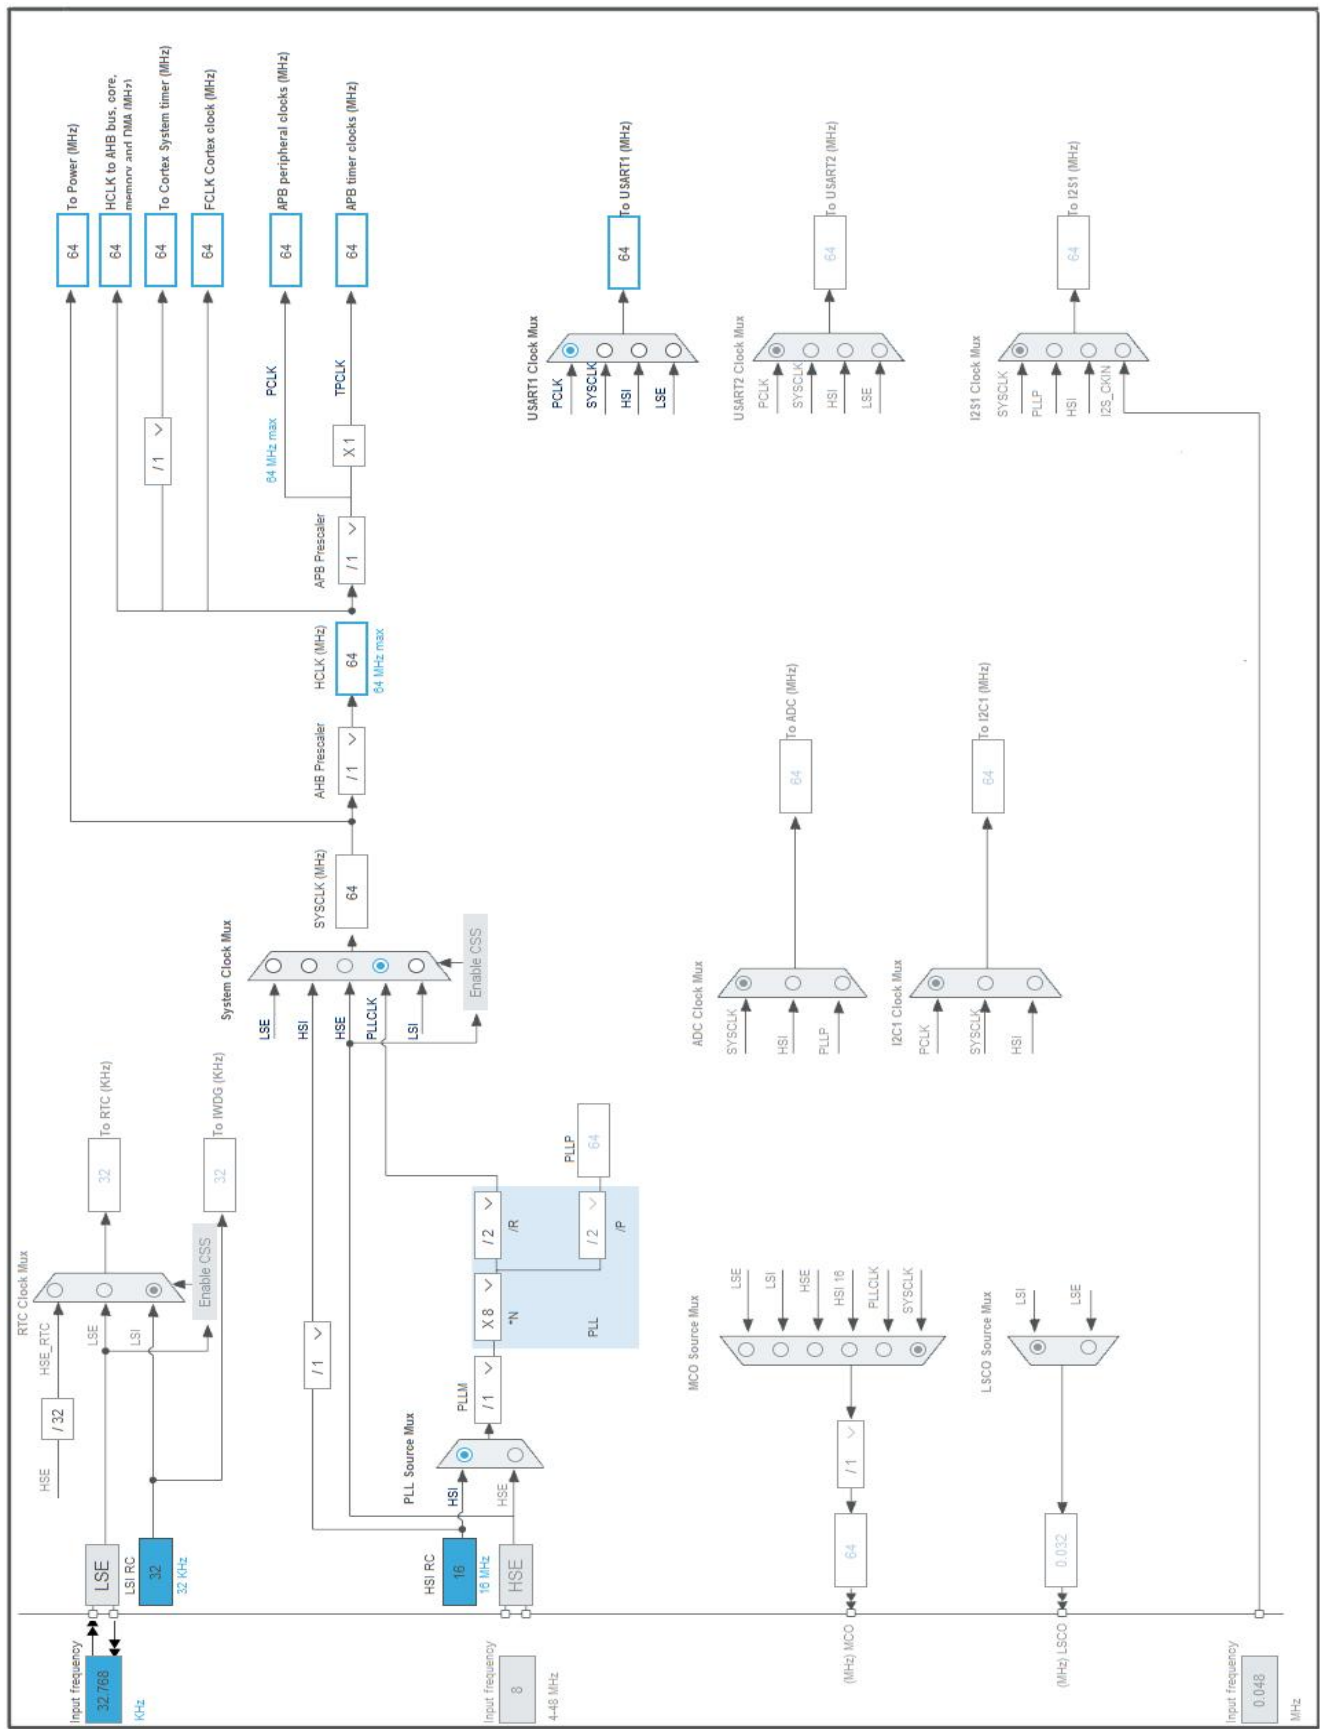 RTC Clock Mux
HSE
/ 32
HSE_RTC
Input frequency
32.768
KHz
LSE
LSE
32
To RTC (KHz)
LSI RC
32
32 KHz
LSI
Enable CSS
32
To IWDG (KHz)
System Clock Mux
LSE
/ 1
HSI
HSE
PLLCLK
LSI
Enable CSS
SYSCLK (MHz)
64
AHB Prescaler
/ 1
HCLK (MHz)
64
64 MHz max
APB Prescaler
/ 1
64 MHz max
PCLK
X 1
TPCLK
/ 1
64
To Power (MHz)
64
HCLK to AHB bus, core,
memory and DMA (MHz)
64
To Cortex System timer (MHz)
64
FCLK Cortex clock (MHz)
64
APB peripheral clocks (MHz)
64
APB timer clocks (MHz)
PLL Source Mux
HSI RC
16
16 MHz
HSI
Input frequency
8
4-48 MHz
HSE
HSE
PLLM
/ 1
X 8
*N
/ 2
/R
PLL
/ 2
/P
PLLP
64
USART1 Clock Mux
PCLK
SYSCLK
HSI
LSE
64
To USART1 (MHz)
USART2 Clock Mux
PCLK
SYSCLK
HSI
LSE
64
To USART2 (MHz)
ADC Clock Mux
SYSCLK
HSI
PLLP
64
To ADC (MHz)
I2C1 Clock Mux
PCLK
SYSCLK
HSI
64
To I2C1 (MHz)
I2S1 Clock Mux
SYSCLK
PLLP
HSI
I2S_CKIN
64
To I2S1 (MHz)
MCO Source Mux
LSE
LSI
HSE
HSI 16
PLLCLK
SYSCLK
/ 1
64
(MHz) MCO
LSCO Source Mux
LSI
LSE
0.032
(MHz) LSCO
Input frequency
0.048
MHz